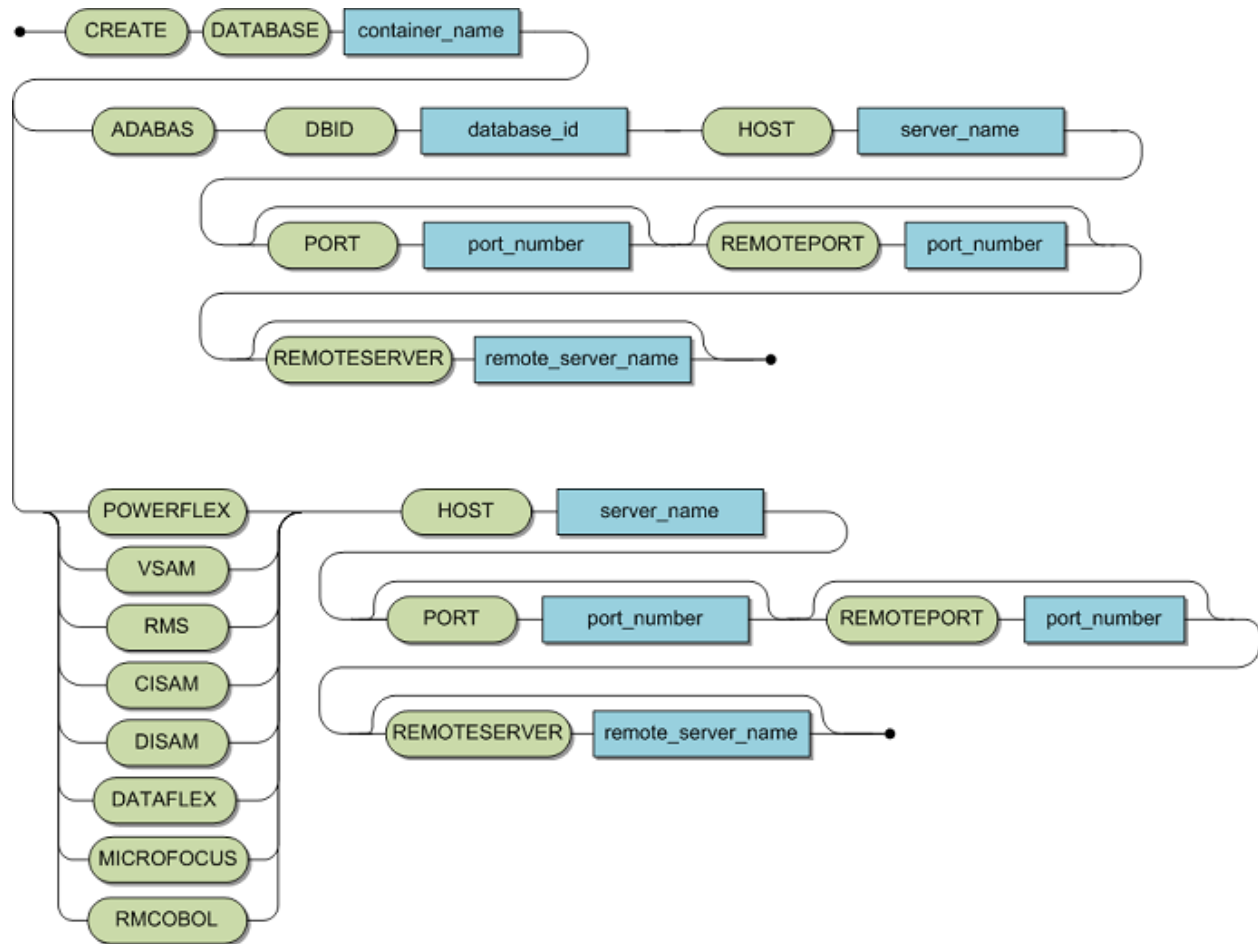 CREATE DATABASE container_name
ADABAS DBID database_id HOST server_name
PORT port_number REMOTEPORT port_number
REMOTESERVER remote_server_name
POWERFLEX HOST server_name
VSAM
RMS PORT port_number REMOTEPORT port_number
CISAM
DISAM REMOTESERVER remote_server_name
DATAFLEX
MICROFOCUS
RMCOBOL